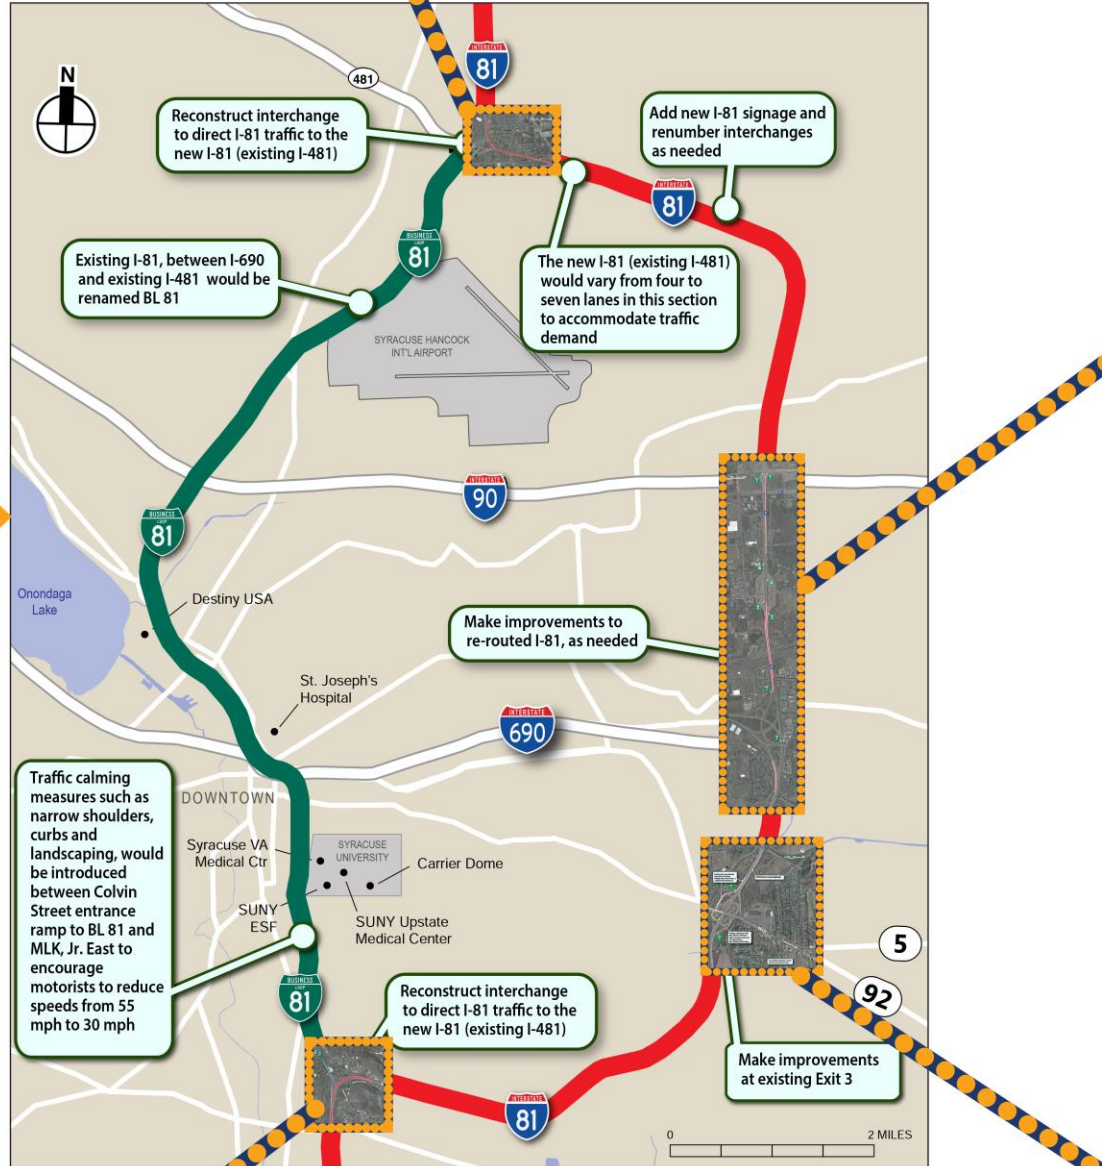 INTERSTATE
81
N
481
Reconstruct interchange
to direct I-81 traffic to the
new I-81 (existing I-481)
Add new I-81 signage and
renumber interchanges
as needed
INTERSTATE
81
BUSINESS
LOOP
81
Existing I-81, between I-690
and existing I-481 would be
renamed BL 81
The new I-81 (existing I-481)
would vary from four to
seven lanes in this section
to accommodate traffic
demand
SYRACUSE HANCOCK
INT'L AIRPORT
INTERSTATE
90
BUSINESS
LOOP
81
Onondaga
Lake
Destiny USA
Make improvements to
re-routed I-81, as needed
St. Joseph's
Hospital
INTERSTATE
690
Traffic calming
measures such as
narrow shoulders,
curbs and
landscaping, would
be introduced
between Colvin
Street entrance
ramp to BL 81 and
MLK, Jr. East to
encourage
motorists to reduce
speeds from 55
mph to 30 mph
DOWNTOWN
Syracuse VA
Medical Ctr
SYRACUSE
UNIVERSITY
Carrier Dome
SUNY
ESF
SUNY Upstate
Medical Center
5
92
BUSINESS
LOOP
81
Reconstruct interchange
to direct I-81 traffic to the
new I-81 (existing I-481)
Make improvements
at existing Exit 3
INTERSTATE
81
0
2 MILES